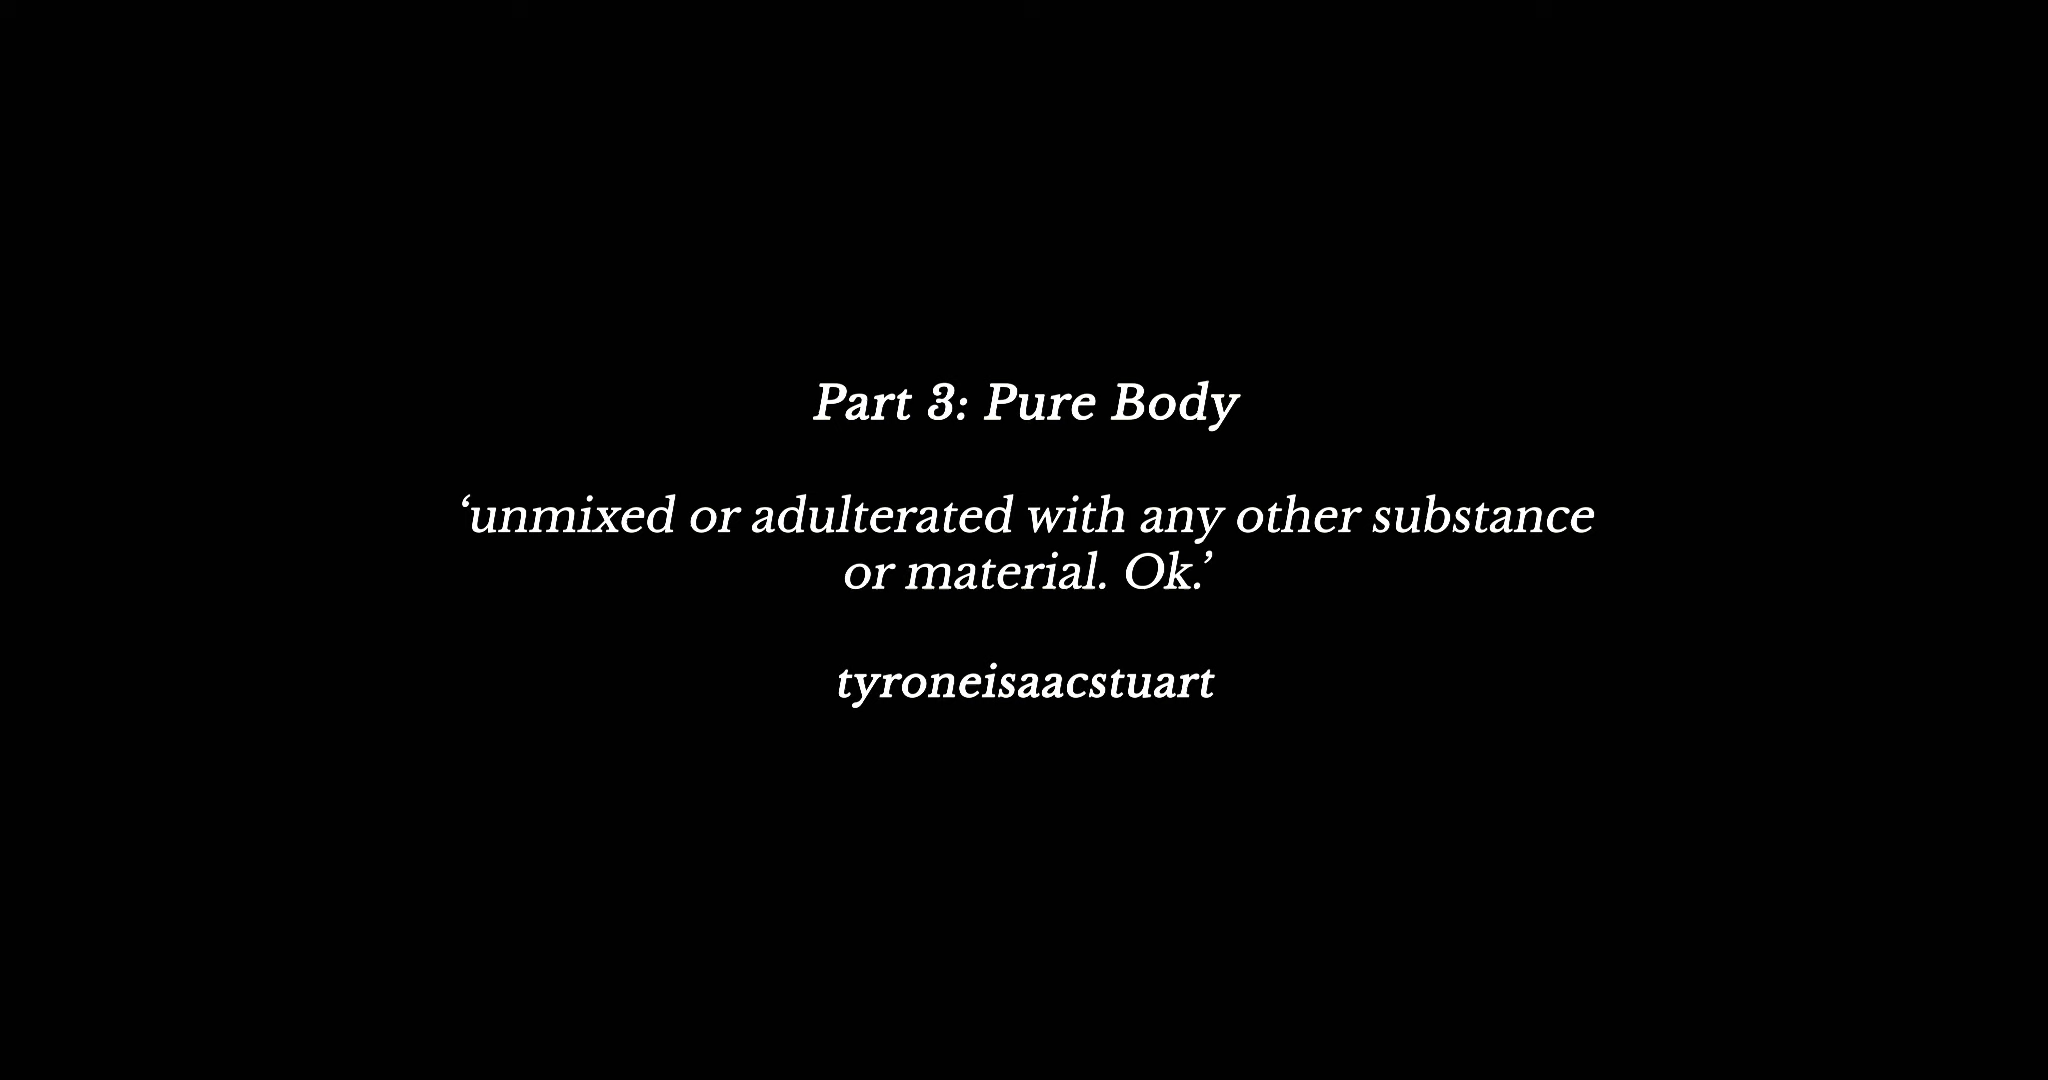 Part 3: Pure Body
‘unmixed or adulterated with any other substance
or material. Ok.’
tyroneisaacstuart